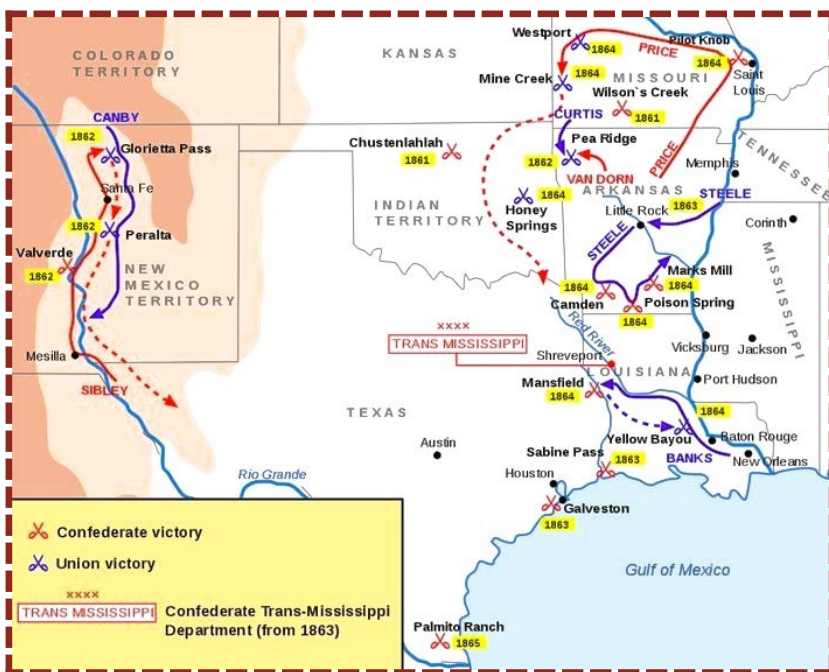 COLORADO
TERRITORY
KANSAS
Westport
1864
PRICE
Pilot Knob
1864
Saint
Louis
Mine Creek
1864
MISSOURI
Wilson`s Creek
1861
CANBY
1862
Glorietta Pass
CURTIS
Chustenlahlah
1861
Pea Ridge
1862
VAN DORN
PRICE
Memphis
TENNESSEE
Santa Fe
ARKANSAS
STEELE
1863
1864
Honey
Springs
INDIAN
TERRITORY
Little Rock
Corinth
1862
Peralta
STEELE
Valverde
1862
NEW
MEXICO
TERRITORY
Marks Mill
1864
1864
Camden
Poison Spring
1864
MISSISSIPPI
Red River
xxxx
TRANS MISSISSIPPI
Shreveport
Vicksburg
Jackson
Mesilla
SIBLEY
LOUISIANA
Mansfield
1864
Port Hudson
TEXAS
1864
Yellow Bayou
Baton Rouge
Austin
Sabine Pass
1863
BANKS
New Orleans
Rio Grande
Houston
Galveston
1863
Confederate victory
Union victory
xxxx
TRANS MISSISSIPPI
Confederate Trans-Mississippi
Department (from 1863)
Gulf of Mexico
Palmito Ranch
1865